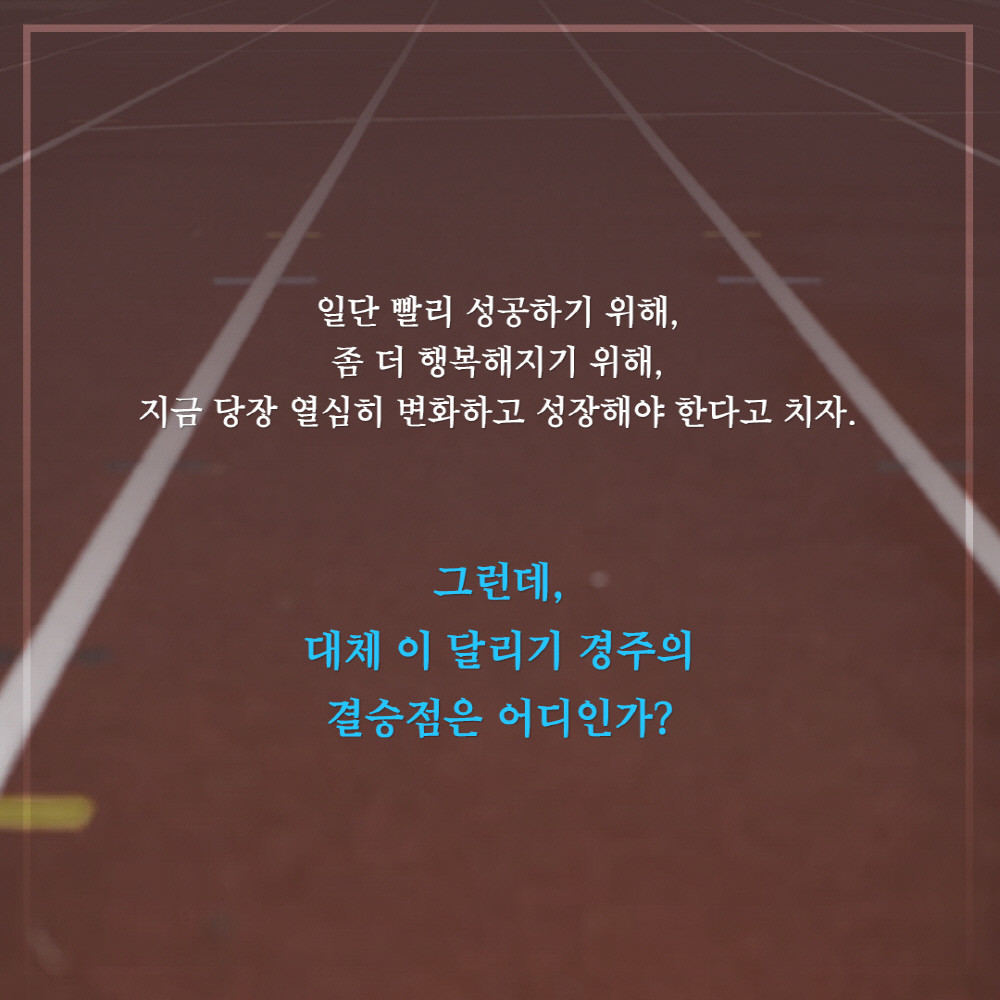 일단 빨리 성공하기 위해,
좀 더 행복해지기 위해,
지금 당장 열심히 변화하고 성장해야 한다고 치자.
그런데,
대체 이 달리기 경주의
결승점은 어디인가?